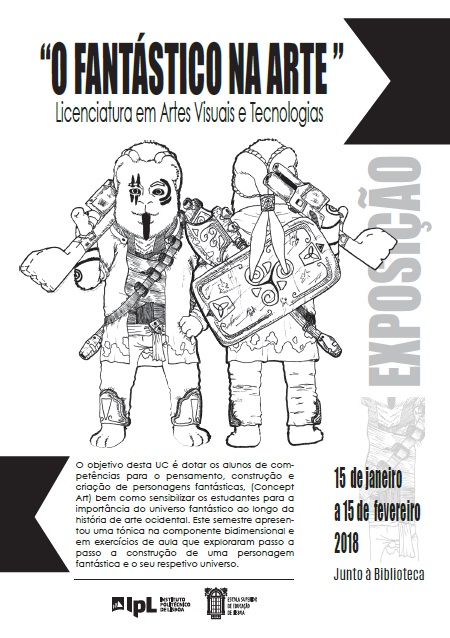 “O FANTÁSTICO NA ARTE”
Licenciatura em Artes Visuais e Tecnologias
EXPOSIÇÃO
O objetivo desta UC é dotar os alunos de com-
petências para o pensamento, construção e
criação de personagens fantásticas, (Concept
Art) bem como sensibilizar os estudantes para a
importância do universo fantástico ao longo da
história de arte ocidental. Este semestre apresen-
tou uma tónica na componente bidimensional e
em exercícios de aula que exploraram passo a
passo a construção de uma personagem
fantástica e o seu respetivo universo.
15 de janeiro
a 15 de fevereiro
2018
Junto à Biblioteca
IPL
INSTITUTO
POLITÉCNICO
DE LISBOA
ESCOLA SUPERIOR
DE EDUCAÇÃO
DE LISBOA